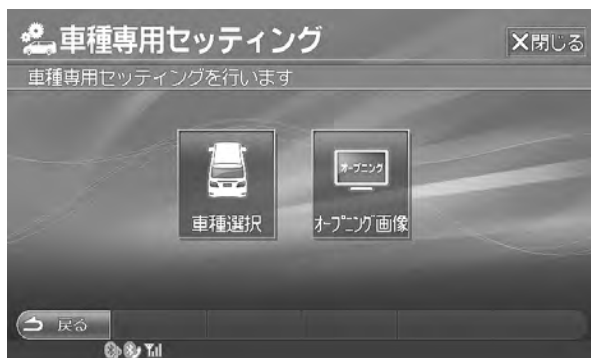 車種専用セッティング
×閉じる
車種専用セッティングを行います
オープニング
車種選択
オープニング画像
戻る